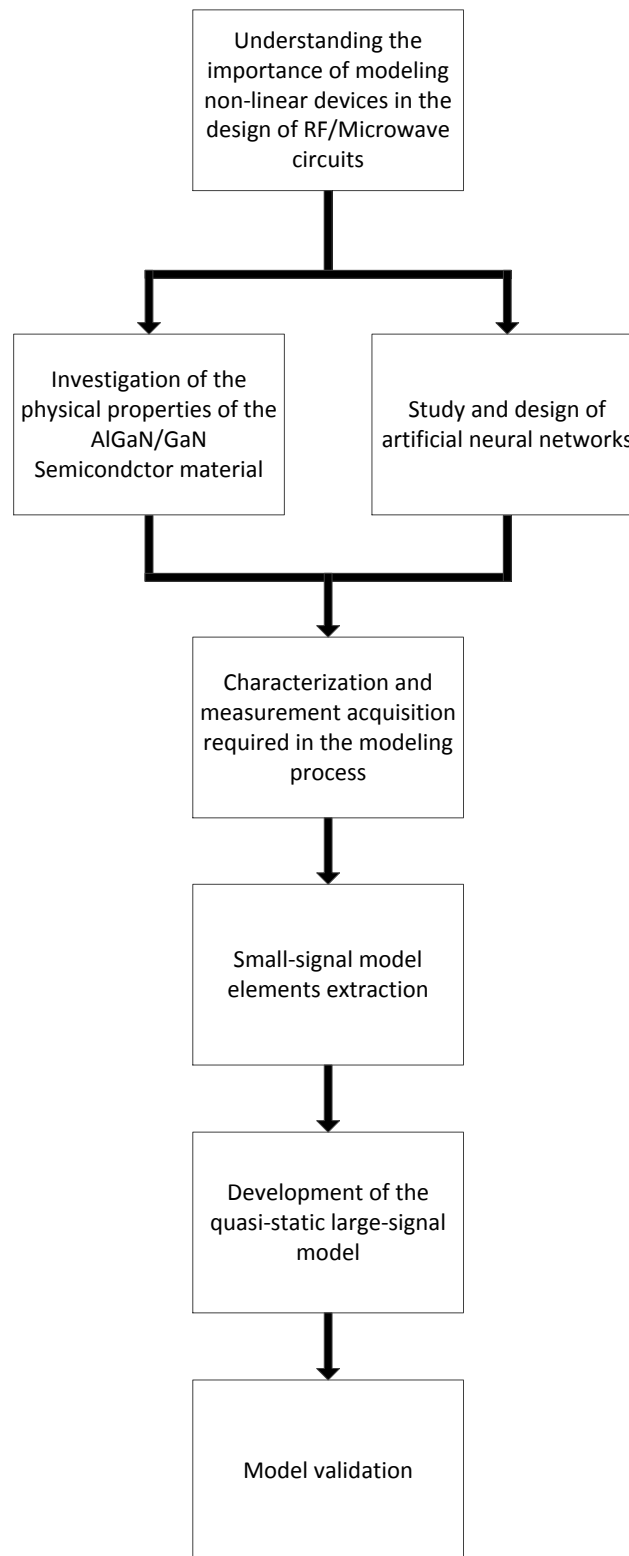 Understanding the
importance of modeling
non-linear devices in the
design of RF/Microwave
circuits
Investigation of the
physical properties of the
AlGaN/GaN
Semicondctor material
Study and design of
artificial neural networks
Characterization and
measurement acquisition
required in the modeling
process
Small-signal model
elements extraction
Development of the
quasi-static large-signal
model
Model validation